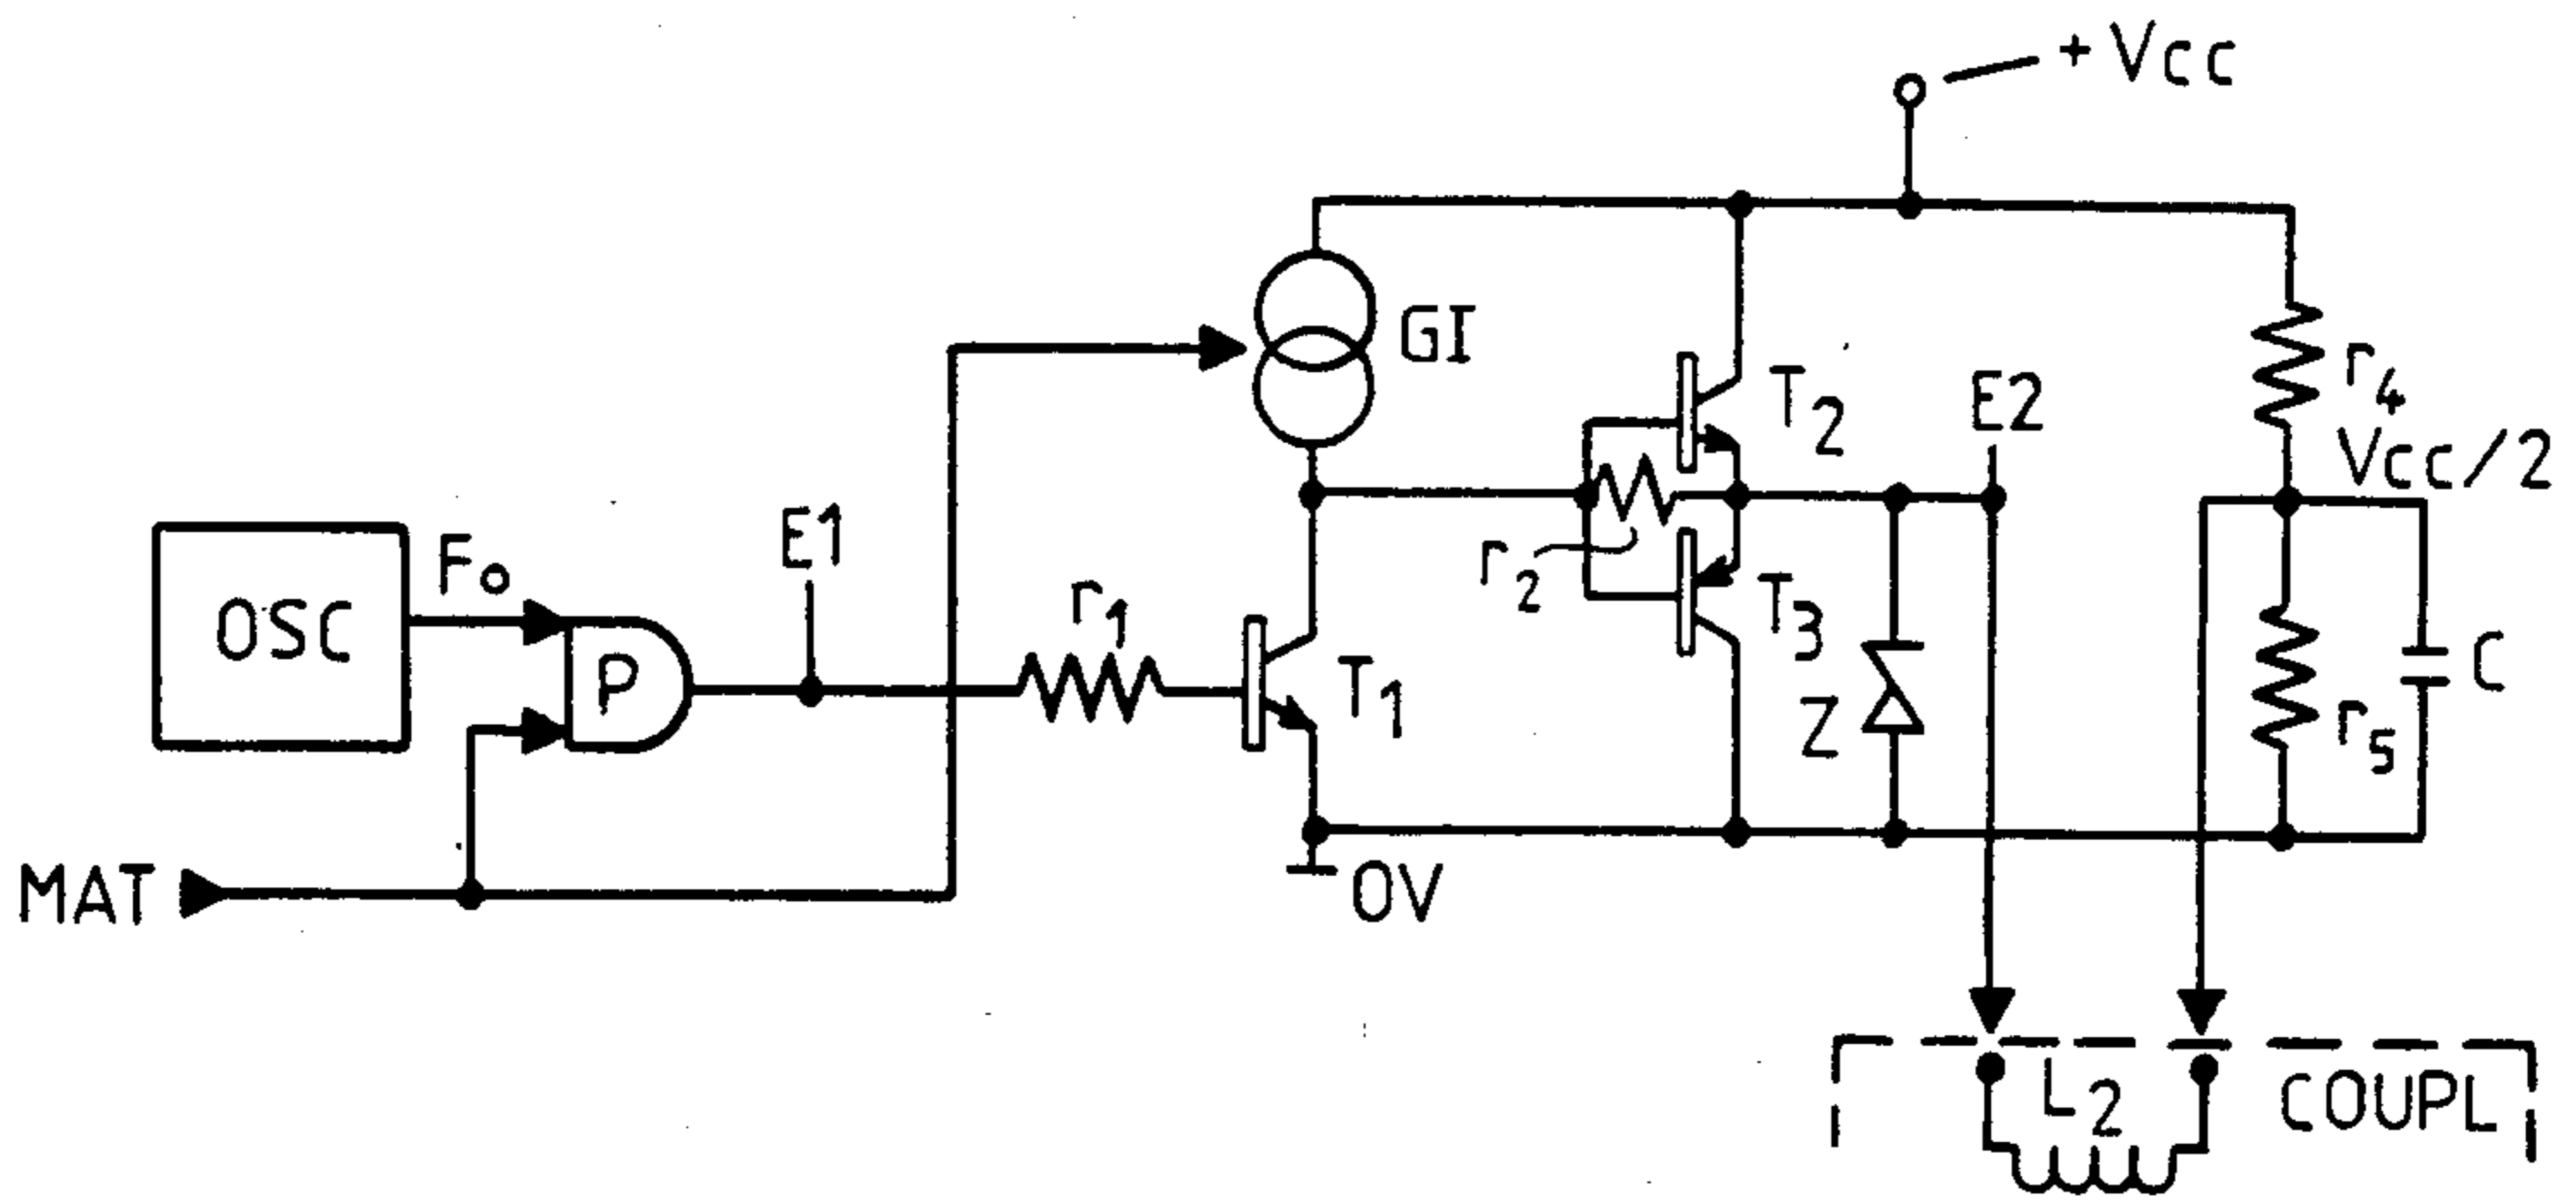 + Vcc
GI
T2
E2
r4
Vcc/2
E1
Fo
OSC
P
r1
r2
T1
T3
Z
r5
C
MAT
0V
L2
COUPL